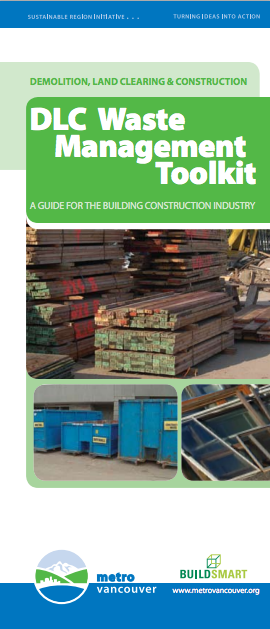 SUSTAINABLE REGION INITIATIVE . . . TURNING IDEAS INTO ACTION
DEMOLITION, LAND CLEARING & CONSTRUCTION
DLC Waste
Management
Toolkit
A GUIDE FOR THE BUILDING CONSTRUCTION INDUSTRY
metro
vancouver
BUILDSMART
www.metrovancouver.org